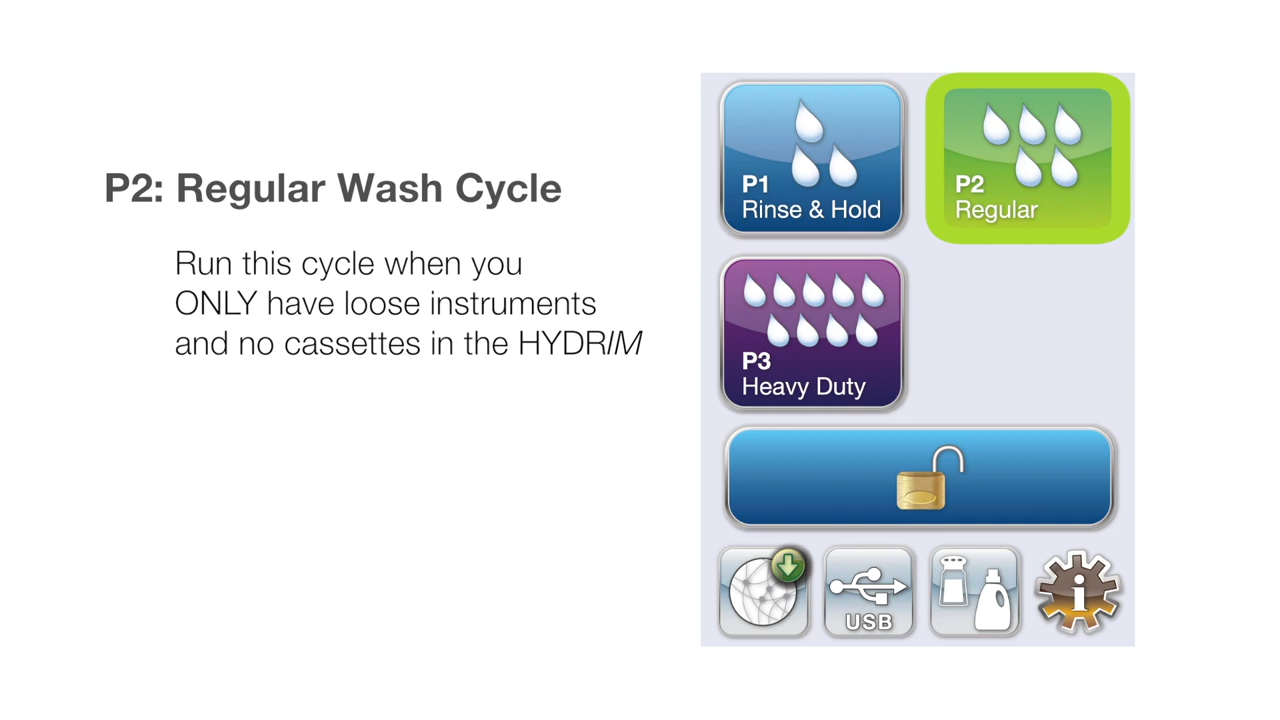 P2: Regular Wash Cycle
Run this cycle when you
ONLY have loose instruments
and no cassettes in the HYDRIM
P1
Rinse & Hold
P2
Regular
P3
Heavy Duty
USB
i